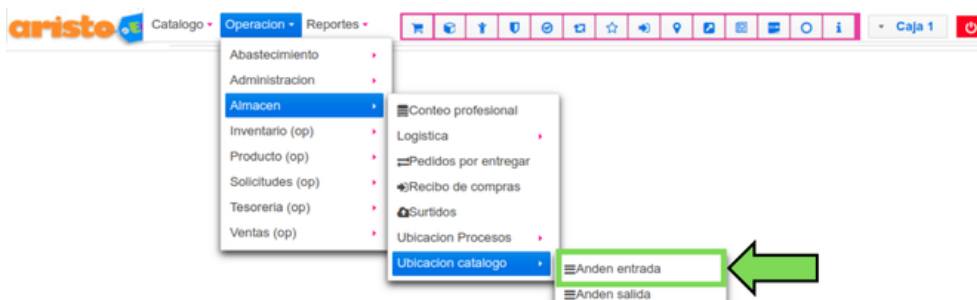 aristo
Catalogo Operacion Reportes
Caja 1
Abastecimiento
Administracion
Almacen
Inventario (op)
Producto (op)
Solicitudes (op)
Tesoreria (op)
Ventas (op)
Conteo profesional
Logistica
Pedidos por entregar
Recibo de compras
Surtidos
Ubicacion Procesos
Ubicacion catalogo
Anden entrada
Anden salida